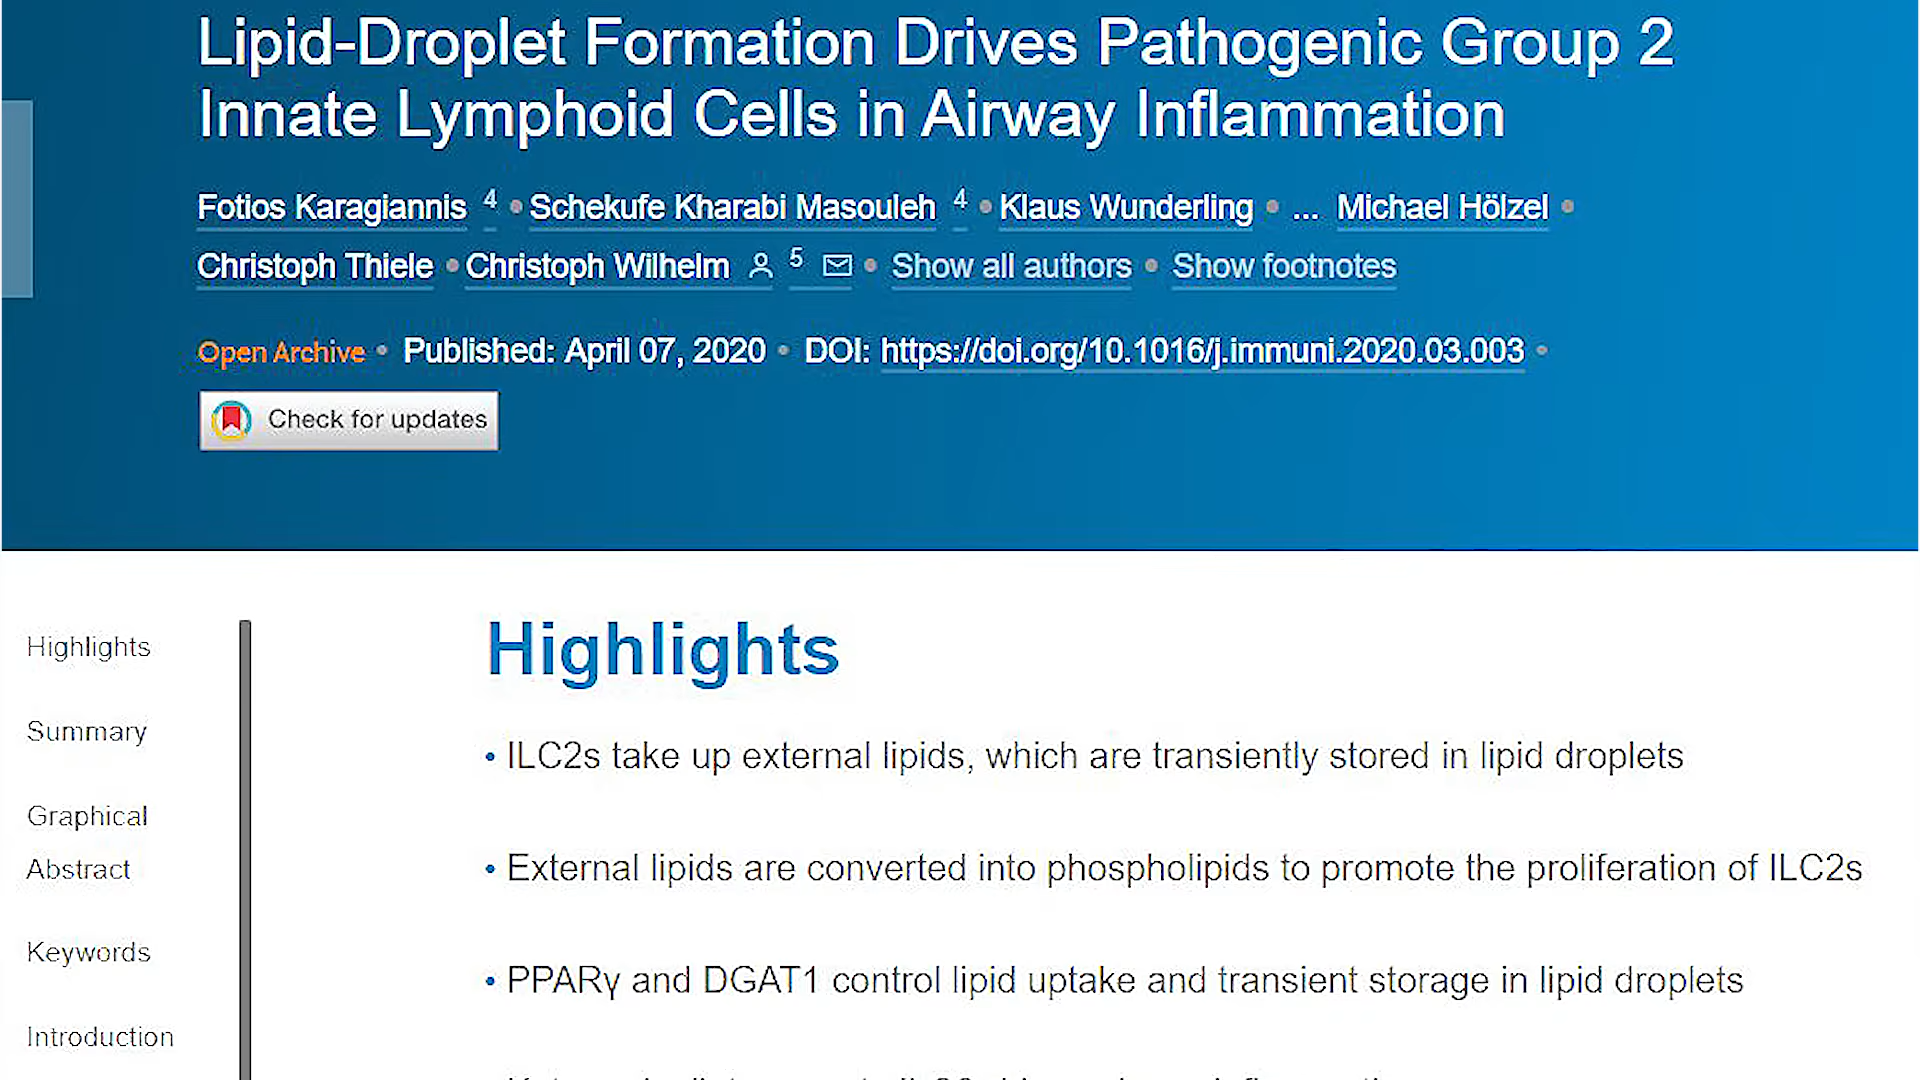 Lipid-Droplet Formation Drives Pathogenic Group 2
Innate Lymphoid Cells in Airway Inflammation
Fotios Karagiannis 4 • Schekufe Kharabi Masouleh 4 • Klaus Wunderling • ... Michael Hölzel •
Christoph Thiele • Christoph Wilhelm 5 • Show all authors • Show footnotes
Open Archive • Published: April 07, 2020 • DOI: https://doi.org/10.1016/j.immuni.2020.03.003 •
Check for updates
Highlights
Summary
Graphical
Abstract
Keywords
Introduction
Highlights
• ILC2s take up external lipids, which are transiently stored in lipid droplets
• External lipids are converted into phospholipids to promote the proliferation of ILC2s
• PPARγ and DGAT1 control lipid uptake and transient storage in lipid droplets